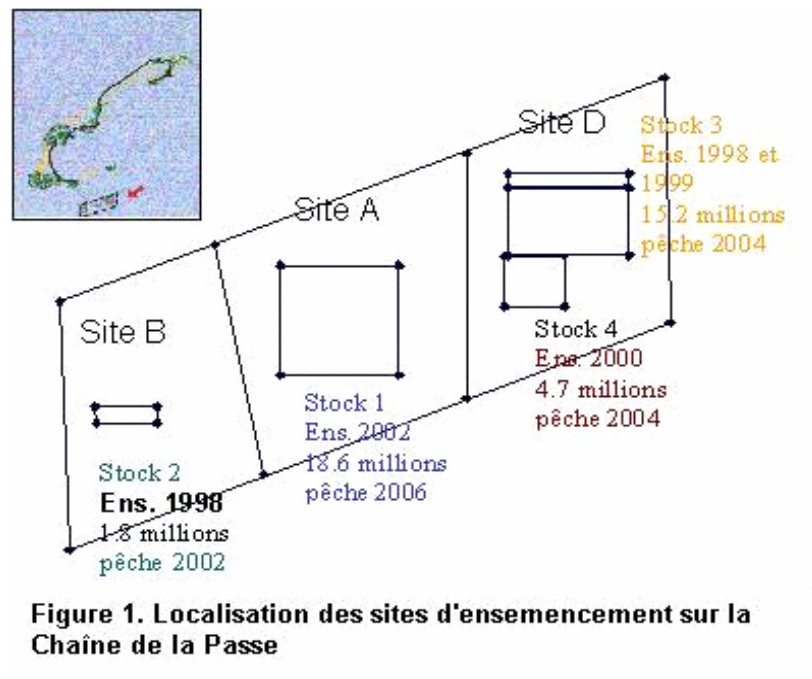 Site D
Stock 3
Ens. 1998 et
1999
15.2 millions
pêche 2004
Site A
Site B
Stock 4
Ens. 2000
4.7 millions
pêche 2004
Stock 1
Ens. 2002
18.6 millions
pêche 2006
Stock 2
Ens. 1998
1.8 millions
pêche 2002
Figure 1. Localisation des sites d'ensemencement sur la
Chaîne de la Passe